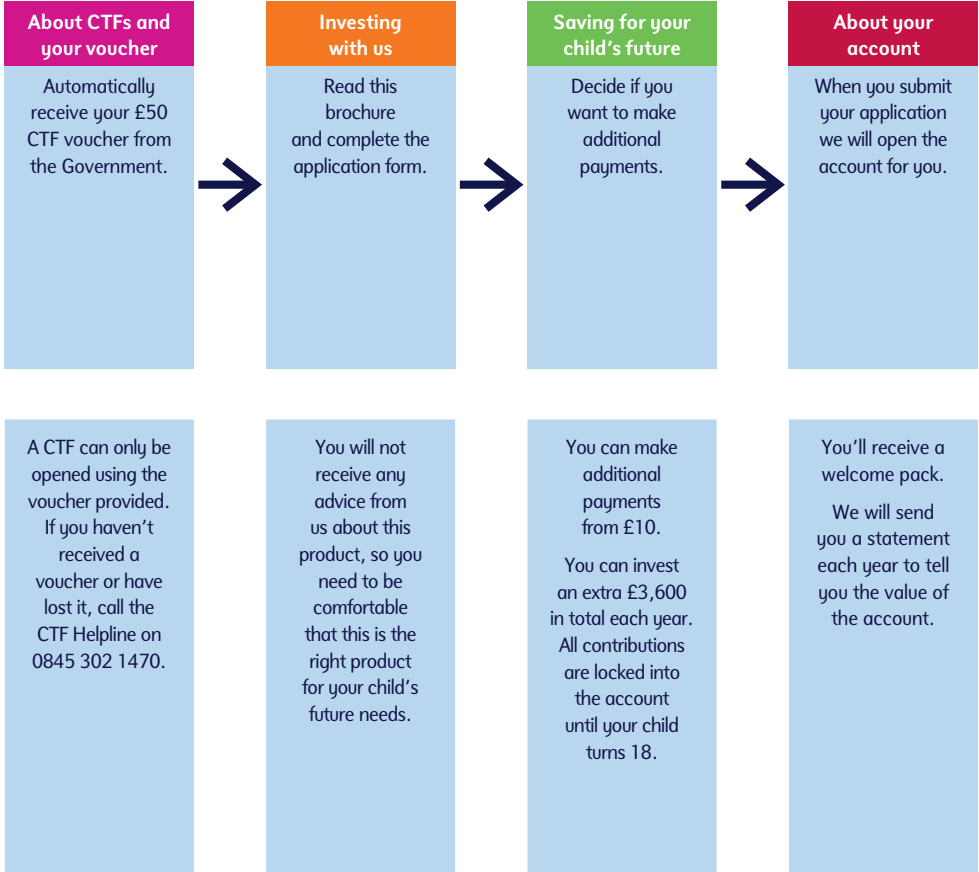 About CTFs and
your voucher
Automatically
receive your £50
CTF voucher from
the Government.
Investing
with us
Read this
brochure
and complete the
application form.
Saving for your
child's future
Decide if you
want to make
additional
payments.
About your
account
When you submit
your application
we will open the
account for you.
A CTF can only be
opened using the
voucher provided.
If you haven't
received a
voucher or have
lost it, call the
CTF Helpline on
0845 302 1470.
You will not
receive any
advice from
us about this
product, so you
need to be
comfortable
that this is the
right product
for your child's
future needs.
You can make
additional
payments
from £10.
You can invest
an extra £3,600
in total each year.
All contributions
are locked into
the account
until your child
turns 18.
You'll receive a
welcome pack.
We will send
you a statement
each year to tell
you the value of
the account.